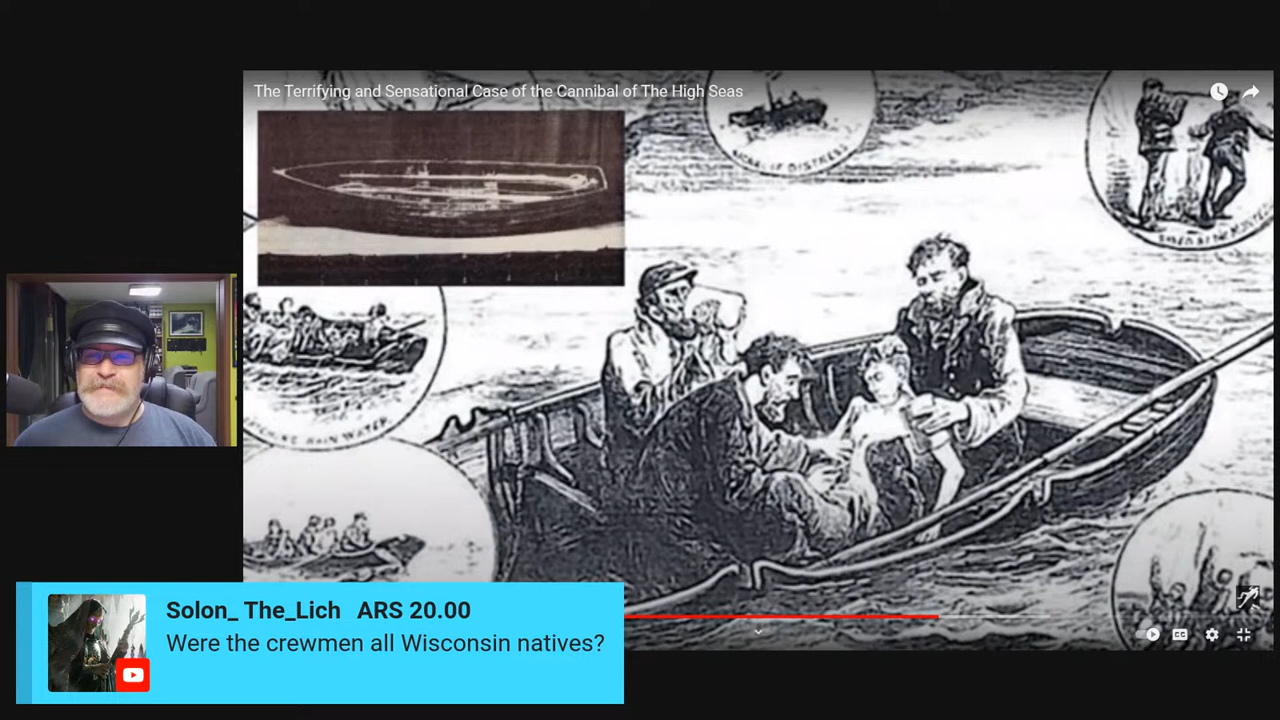 The Terrifying and Sensational Case of the Cannibal of The High Seas
Solon_ The_Lich ARS 20.00
Were the crewmen all Wisconsin natives?
CC